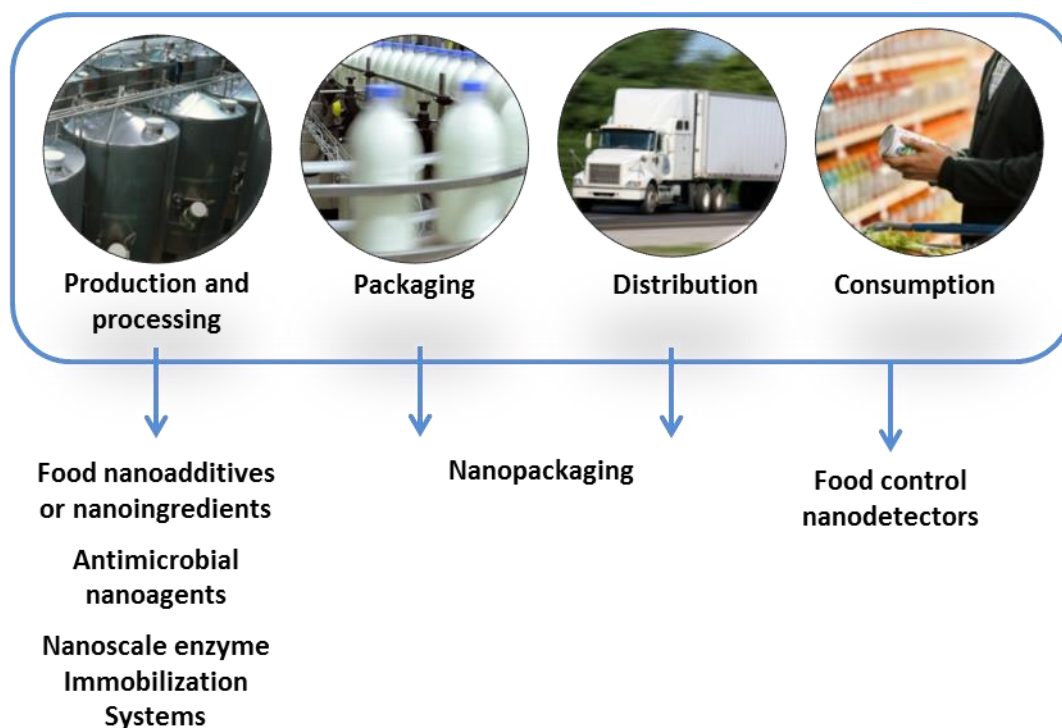 Production and
processing
Packaging
Distribution
Consumption
Food nanoadditives
or nanoingredients
Antimicrobial
nanoagents
Nanoscale enzyme
Immobilization
Systems
Nanopackaging
Food control
nanodetectors